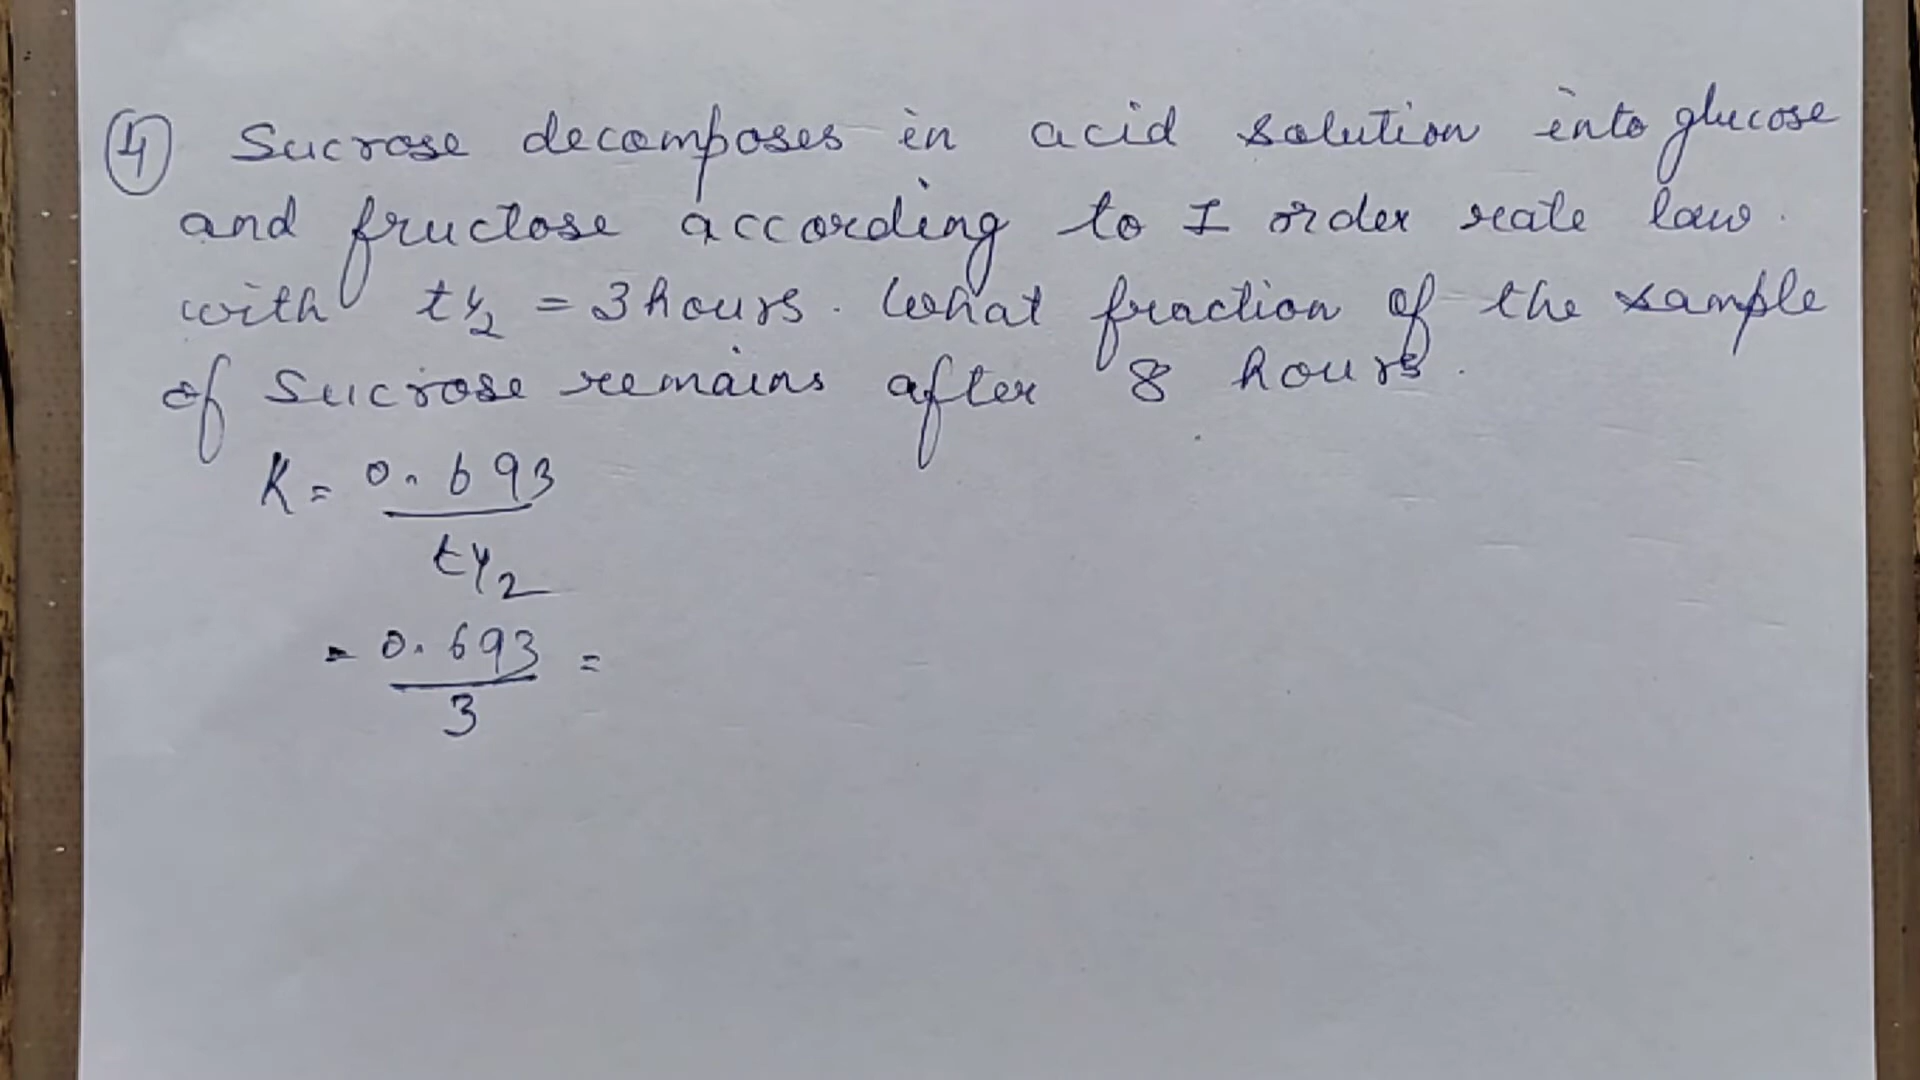 ④ Sucrose decomposes in acid solution into glucose
and fructose according to I order rate law.
with t½ = 3 hours. What fraction of the sample
of Sucrose remains after 8 hours.
K = 0.693
t½
= 0.693 =
3